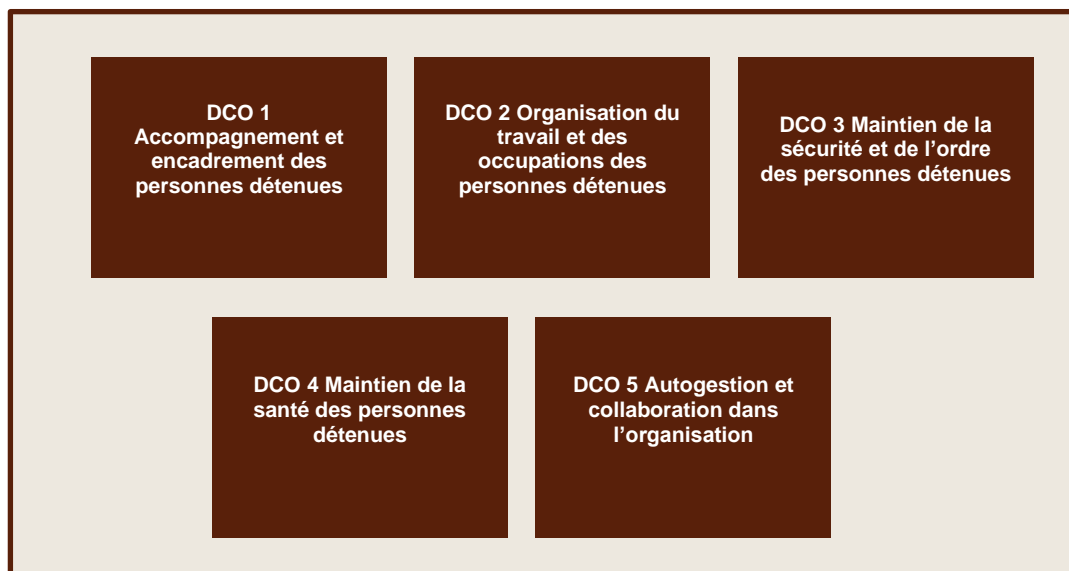 DCO 1
Accompagnement et
encadrement des
personnes détenues
DCO 2 Organisation du
travail et des
occupations des
personnes détenues
DCO 3 Maintien de la
sécurité et de l’ordre
des personnes détenues
DCO 4 Maintien de la
santé des personnes
détenues
DCO 5 Autogestion et
collaboration dans
l’organisation